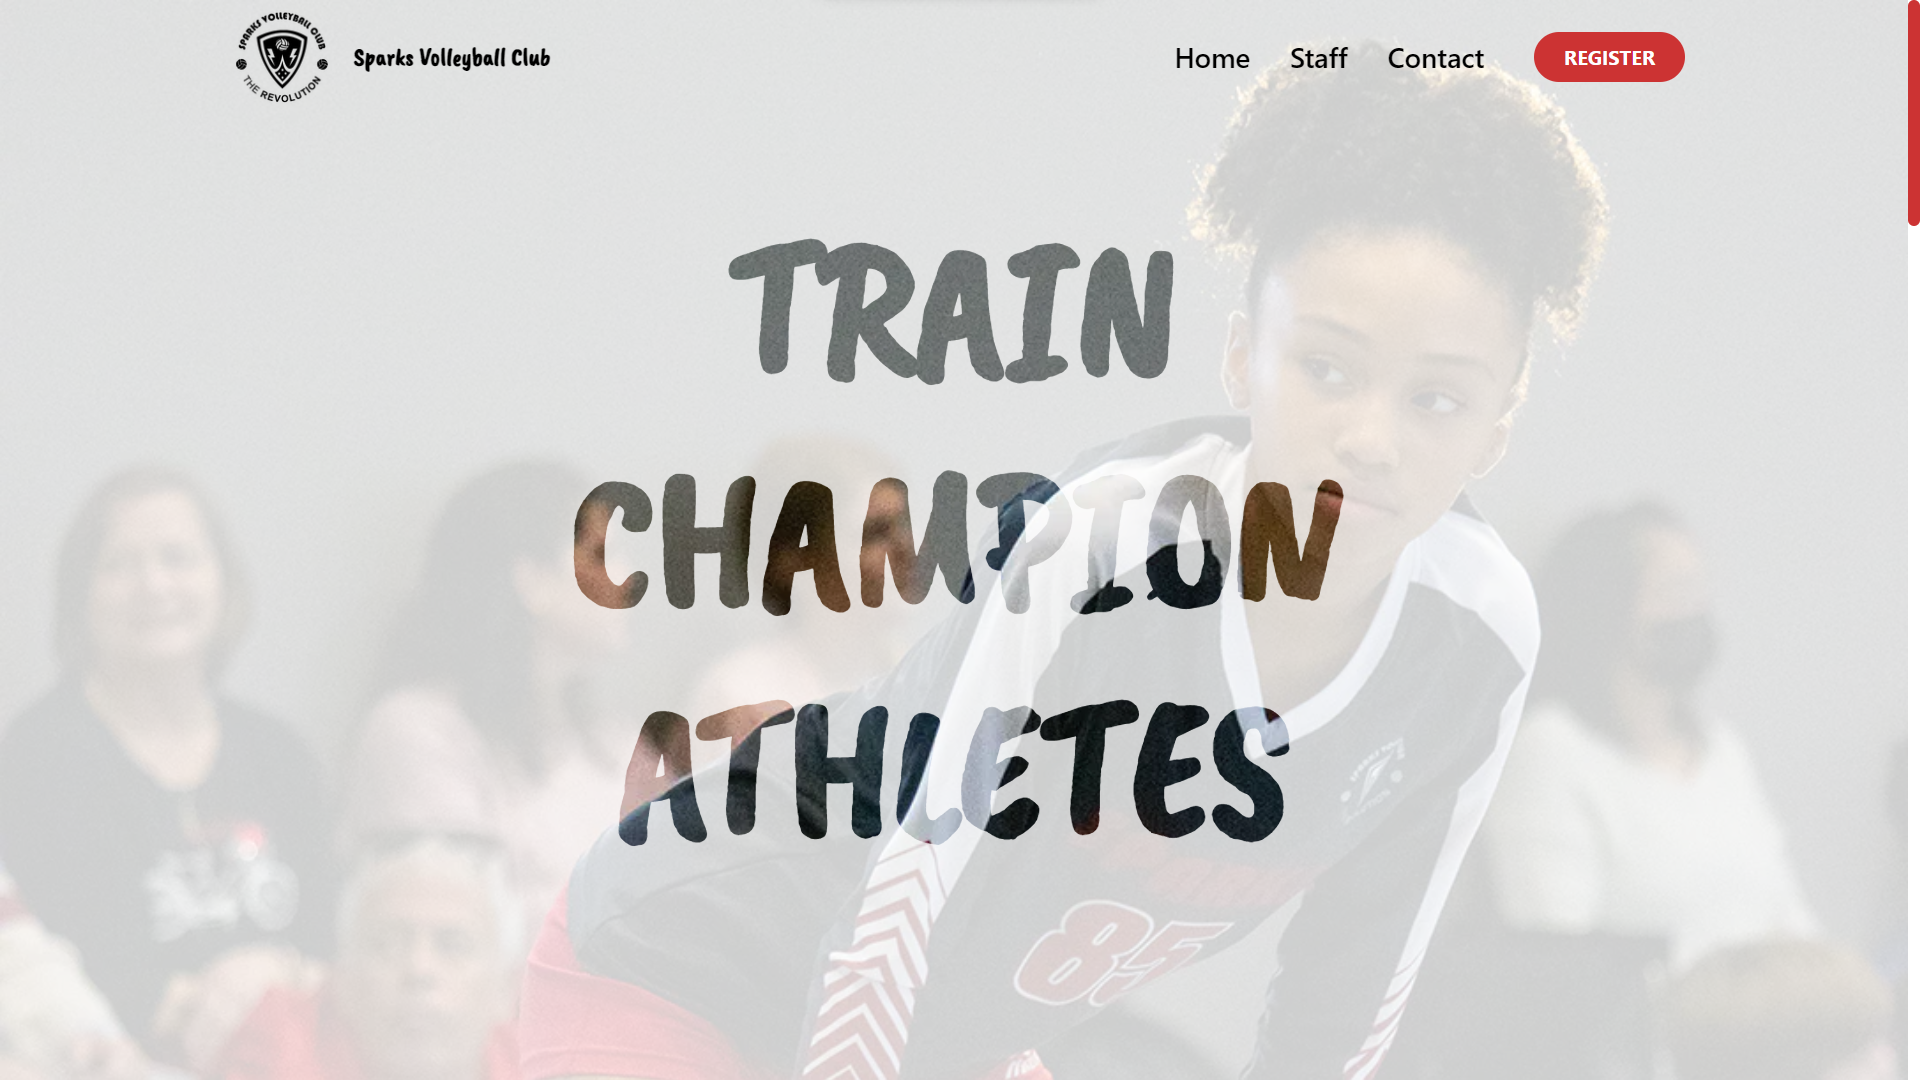 SPARKS VOLLEYBALL CLUB
THE REVOLUTION
Sparks Volleyball Club
Home
Staff
Contact
REGISTER
TRAIN
CHAMPION
ATHLETES
85